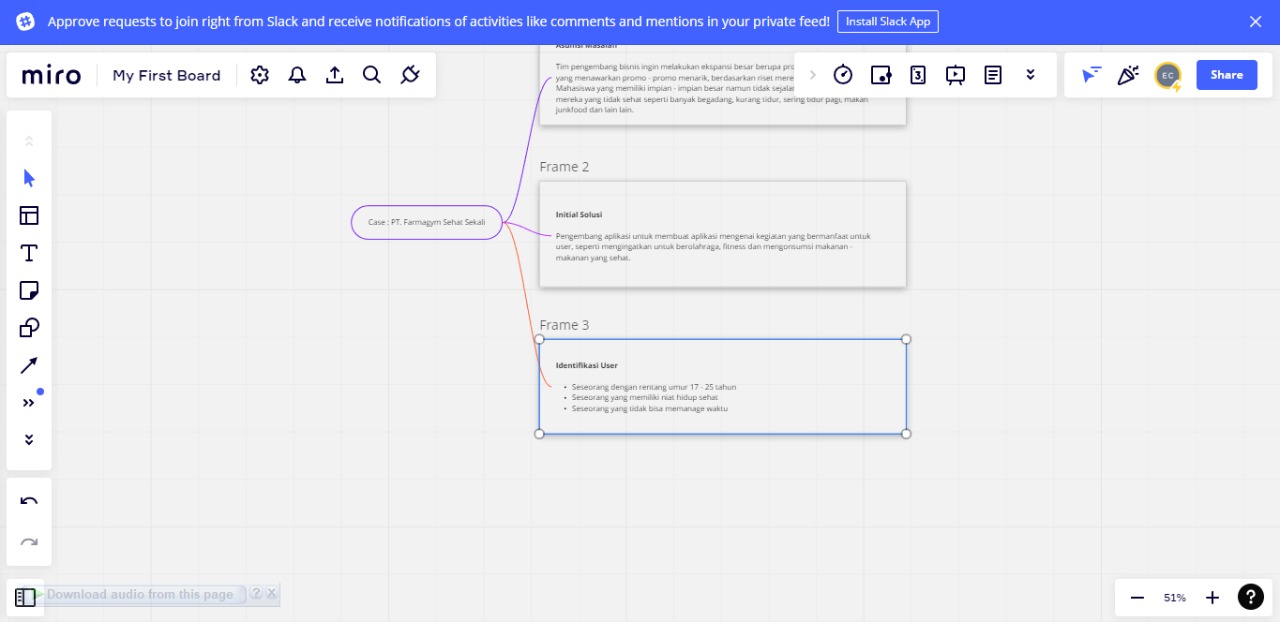 Approve requests to join right from Slack and receive notifications of activities like comments and mentions in your private feed!
Install Slack App
miro
My First Board
3
EC
Share
Asumsi Masalah
Tim pengembang bisnis ingin melakukan ekspansi besar berupa
yang menawarkan promo - promo menarik, berdasarkan riset
Mahasiswa yang memiliki impian - impian besar namun tidak
mereka yang tidak sehat seperti banyak begadang, kurang tidur, sering tidur pagi, makan
junkfood dan lain lain.
Frame 2
Initial Solusi
Pengembang aplikasi untuk membuat aplikasi mengenai kegiatan yang bermanfaat untuk
user, seperti mengingatkan untuk berolahraga, fitness dan mengonsumsi makanan -
makanan yang sehat.
Case : PT. Farmagym Sehat Sekali
Frame 3
Identifikasi User
• Seseorang dengan rentang umur 17 - 25 tahun
• Seseorang yang memiliki niat hidup sehat
• Seseorang yang tidak bisa memanage waktu
Download audio from this page
? X
51%
?